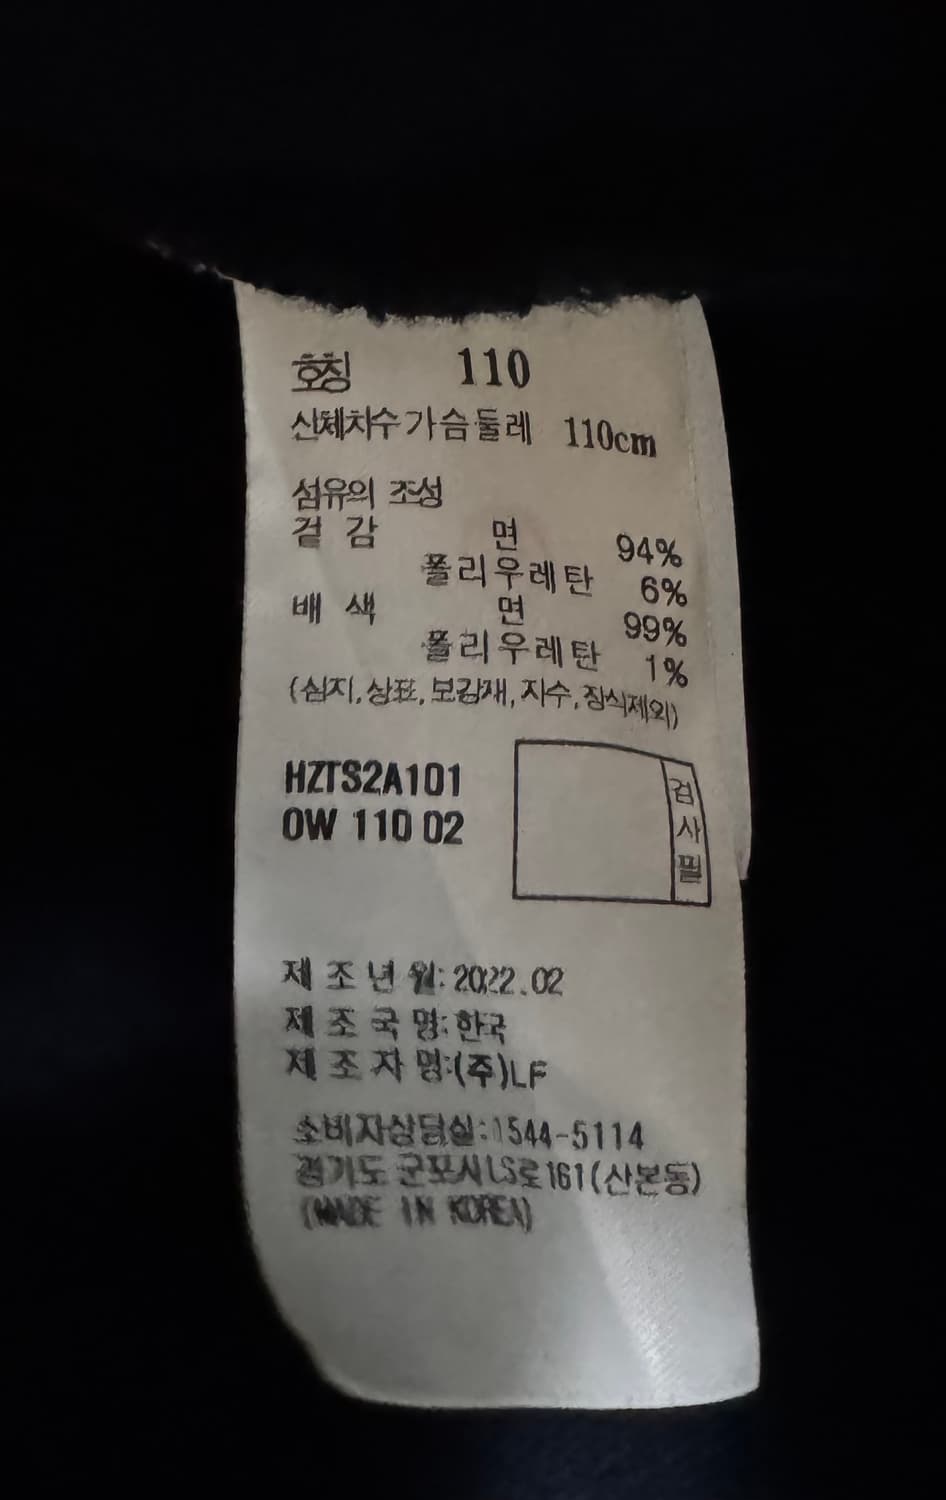 호칭 110
신체치수 가슴둘레 110cm
섬유의 조성
겉 감 면 94%
폴리우레탄 6%
배 색 면 99%
폴리우레탄 1%
(심지, 상표, 보강재, 자수, 장식제외)
HZTS2A101
OW 110 02
검사필
제 조 년 월: 2022.02
제 조 국 명: 한국
제 조 자 명:(주)LF
소비자상담실:1544-5114
경기도 군포시 LS로 161(산본동)
(MADE IN KOREA)